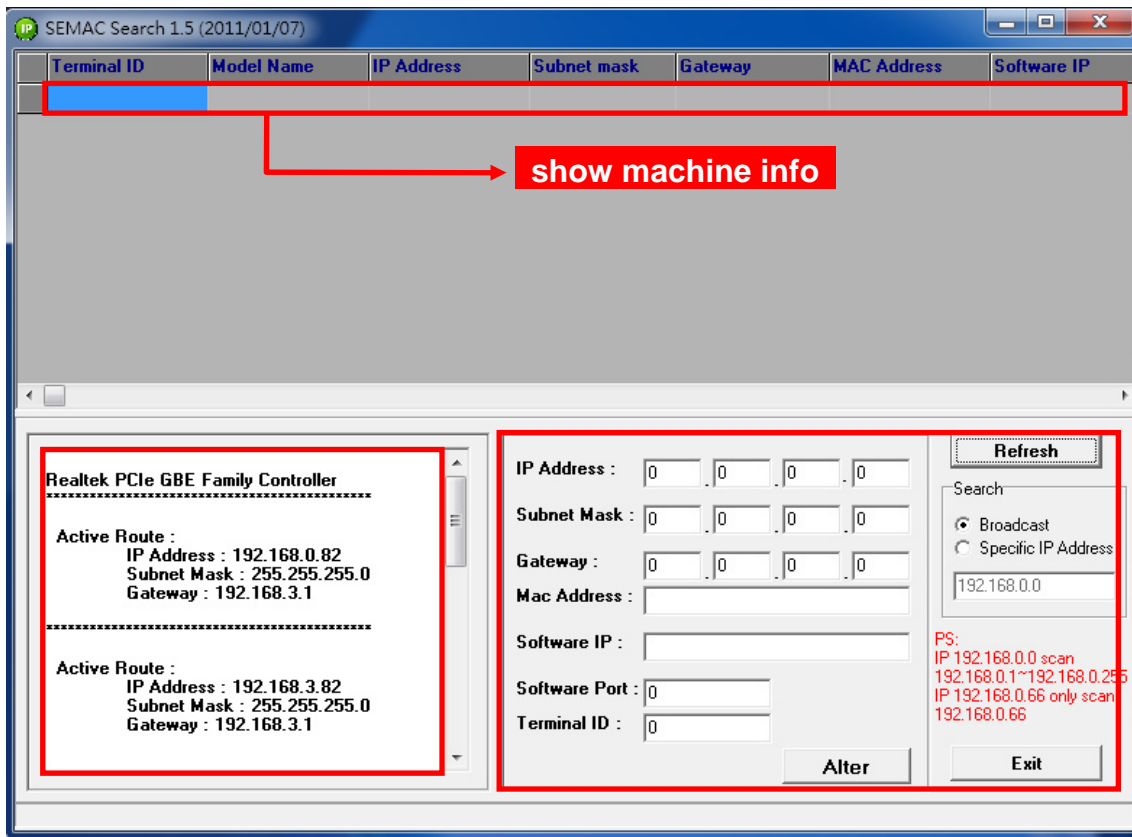 IP SEMAC Search 1.5 (2011/01/07)
Terminal ID Model Name IP Address Subnet mask Gateway MAC Address Software IP
show machine info
Realtek PCIe GBE Family Controller
*******************************************
Active Route :
IP Address : 192.168.0.82
Subnet Mask : 255.255.255.0
Gateway : 192.168.3.1
*******************************************
Active Route :
IP Address : 192.168.3.82
Subnet Mask : 255.255.255.0
Gateway : 192.168.3.1
IP Address : 0 . 0 . 0 . 0
Subnet Mask : 0 . 0 . 0 . 0
Gateway : 0 . 0 . 0 . 0
Mac Address :
Software IP :
Software Port : 0
Terminal ID : 0
Alter
Refresh
Search
Broadcast
Specific IP Address
192.168.0.0
PS:
IP 192.168.0.0 scan
192.168.0.1~192.168.0.255
IP 192.168.0.66 only scan
192.168.0.66
Exit